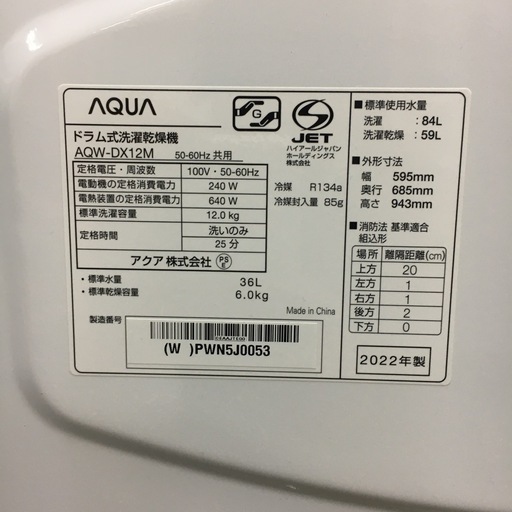 AQUA
G
S
JET
ハイアールジャパン
ホールディングス
株式会社
ドラム式洗濯乾燥機
AQW-DX12M 50-60Hz 共用
定格電圧・周波数 100V・50-60Hz
電動機の定格消費電力 240 W
電熱装置の定格消費電力 640 W
標準洗濯容量 12.0kg
定格時間 洗いのみ
25分
アクア 株式会社 PS E
冷媒 R134a
冷媒封入量 85g
・標準水量 36L
・標準乾燥容量 6.0kg
Made in China
製造番号
(W )PWN5J0053
■標準使用水量
洗濯 :84L
洗濯乾燥 :59L
■外形寸法
幅 595mm
奥行 685mm
高さ 943mm
■消防法 基準適合
組込形
場所 離隔距離(cm)
上方 20
左方 1
右方 1
後方 2
下方 0
2022年製